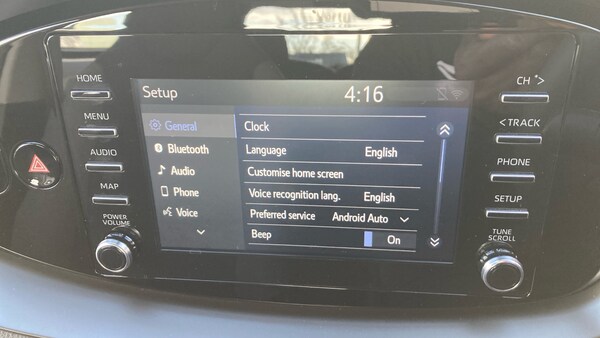 HOME
MENU
AUDIO
MAP
POWER
VOLUME
Setup
4:16
General
Bluetooth
Audio
Phone
Voice
Clock
Language English
Customise home screen
Voice recognition lang. English
Preferred service Android Auto
Beep On
CH
< TRACK
PHONE
SETUP
TUNE
SCROLL